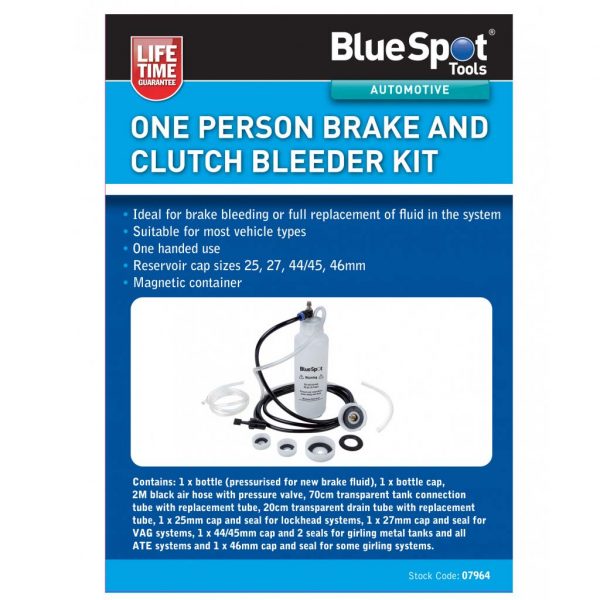 LIFE
TIME
GUARANTEE
BlueSpot®
Tools
AUTOMOTIVE
ONE PERSON BRAKE AND
CLUTCH BLEEDER KIT
• Ideal for brake bleeding or full replacement of fluid in the system
• Suitable for most vehicle types
• One handed use
• Reservoir cap sizes 25, 27, 44/45, 46mm
• Magnetic container
BlueSpot
Warning
Contains: 1 x bottle (pressurised for new brake fluid), 1 x bottle cap,
2M black air hose with pressure valve, 70cm transparent tank connection
tube with replacement tube, 20cm transparent drain tube with replacement
tube, 1 x 25mm cap and seal for lockhead systems, 1 x 27mm cap and seal for
VAG systems, 1 x 44/45mm cap and 2 seals for girling metal tanks and all
ATE systems and 1 x 46mm cap and seal for some girling systems.
Stock Code: 07964